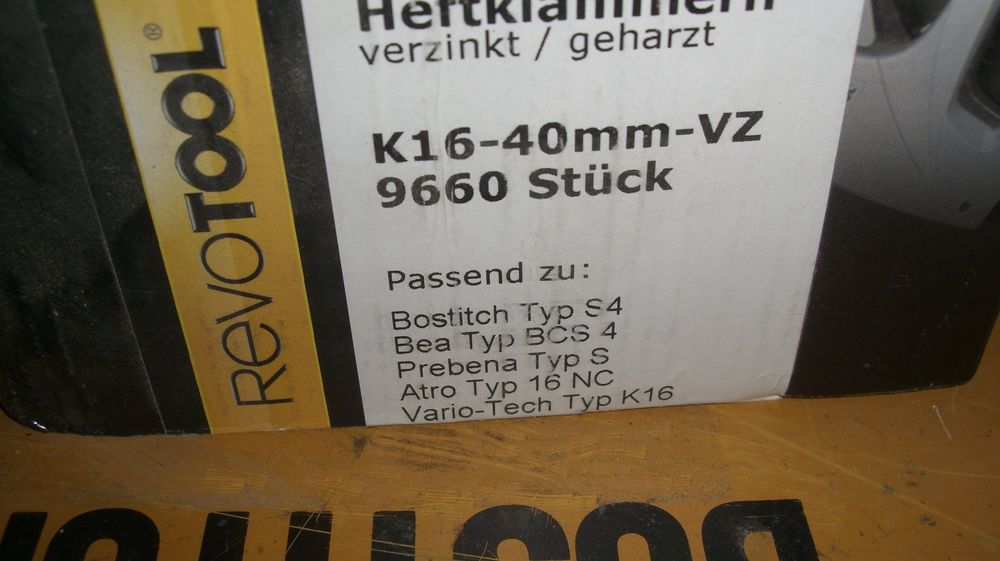 REVOTOOL®
Heftklammern
verzinkt / geharzt
K16-40mm-VZ
9660 Stück
Passend zu:
Bostitch Typ S4
Bea Typ BCS 4
Prebena Typ S
Atro Typ 16 NC
Vario-Tech Typ K16